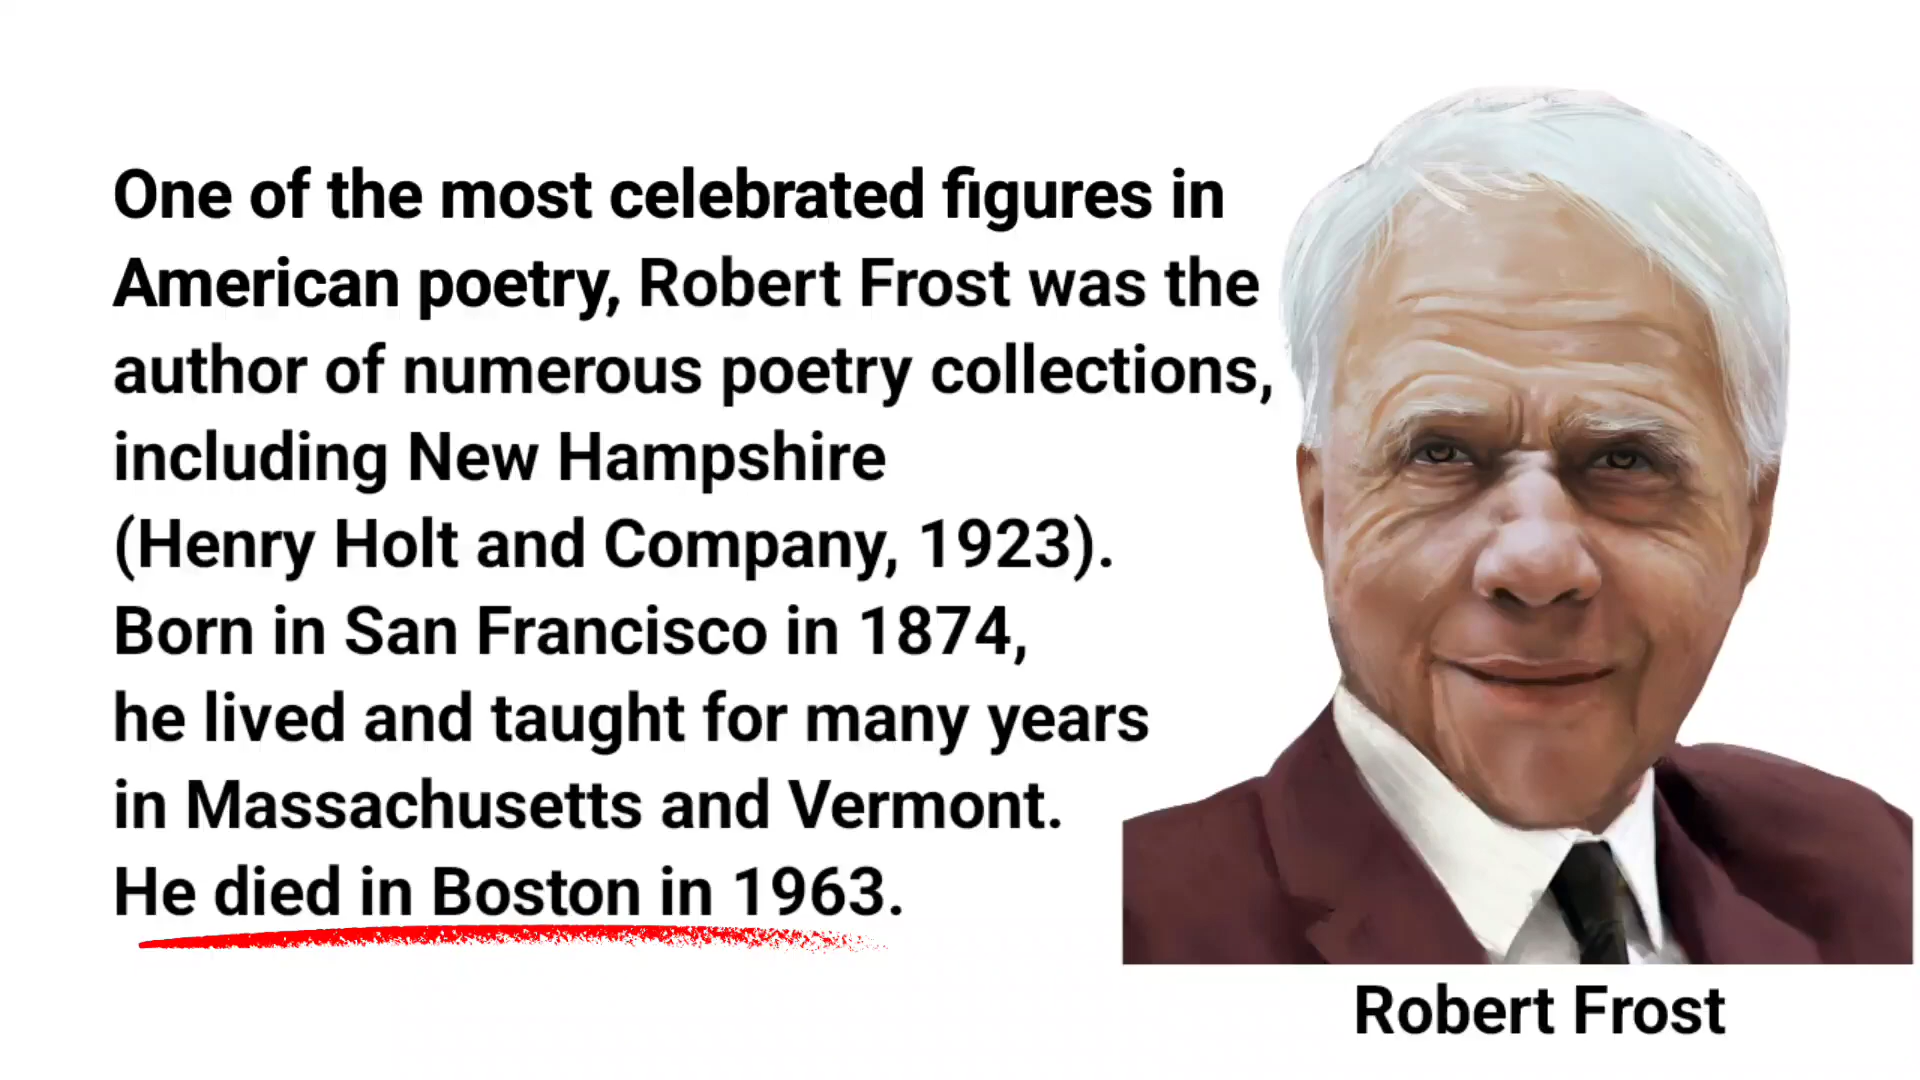 One of the most celebrated figures in
American poetry, Robert Frost was the
author of numerous poetry collections,
including New Hampshire
(Henry Holt and Company, 1923).
Born in San Francisco in 1874,
he lived and taught for many years
in Massachusetts and Vermont.
He died in Boston in 1963.
Robert Frost